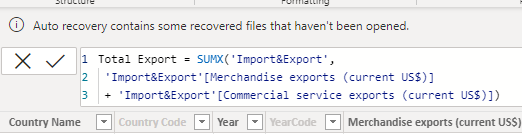 Structure Formatting
Auto recovery contains some recovered files that haven't been opened.
1 Total Export = SUMX('Import&Export',
2 'Import&Export'[Merchandise exports (current US$)]
3 + 'Import&Export'[Commercial service exports (current US$)])
Country Name Country Code Year YearCode Merchandise exports (current US$)